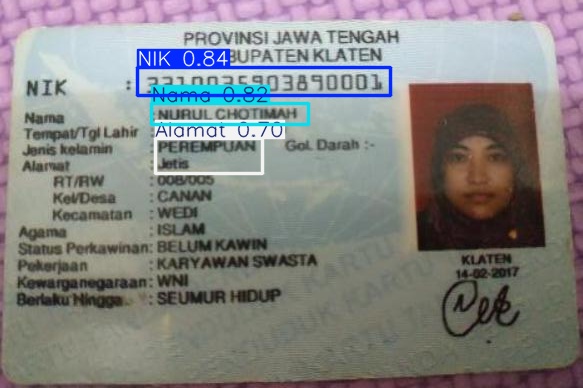 PROVINSI JAWA TENGAH
NIK 0.84
BUPATEN KLATEN
NIK : 3310035903890001
Nama 0.82
Nama : NURUL CHOTIMAH
Tempat/Tgl Lahir :
Alamat 0.70
Jenis kelamin : PEREMPUAN Gol. Darah :-
Alamat : Jetis
RT/RW : 008/005
Kel/Desa : CANAN
Kecamatan : WEDI
Agama : ISLAM
Status Perkawinan: BELUM KAWIN
Pekerjaan : KARYAWAN SWASTA
Kewarganegaraan: WNI
Berlaku Hingga : SEUMUR HIDUP
KLATEN
14-02-2017